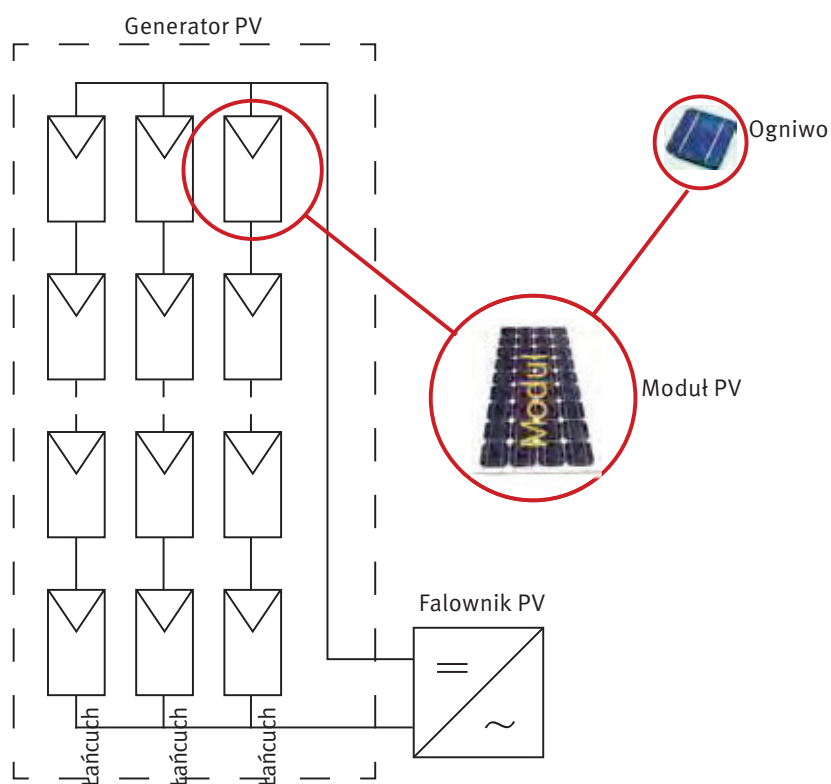 Generator PV
Ogniwo
Moduł
Moduł PV
Falownik PV
Łańcuch
Łańcuch
Łańcuch